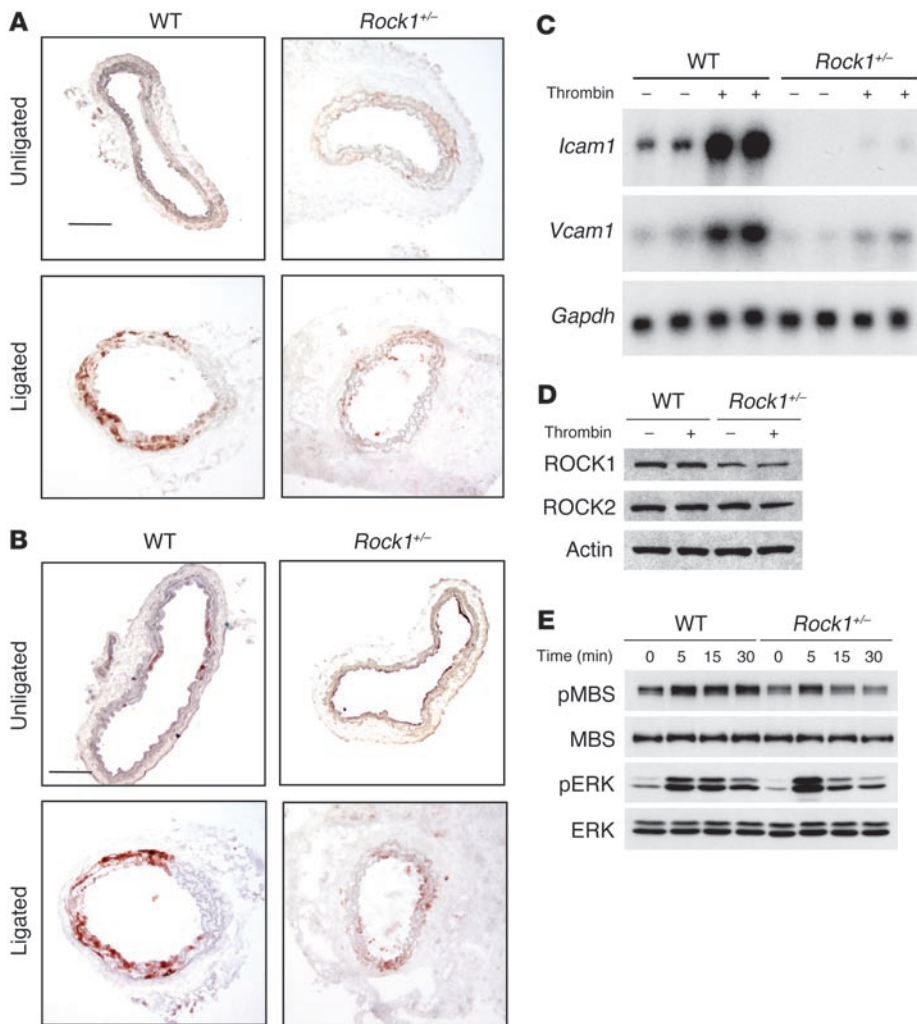 A
WT
Rock1+/–
Unligated
Ligated
B
WT
Rock1+/–
Unligated
Ligated
C
WT
Rock1+/–
Thrombin – – + + – – + +
Icam1
Vcam1
Gapdh
D
WT
Rock1+/–
Thrombin – + – +
ROCK1
ROCK2
Actin
E
WT
Rock1+/–
Time (min) 0 5 15 30 0 5 15 30
pMBS
MBS
pERK
ERK